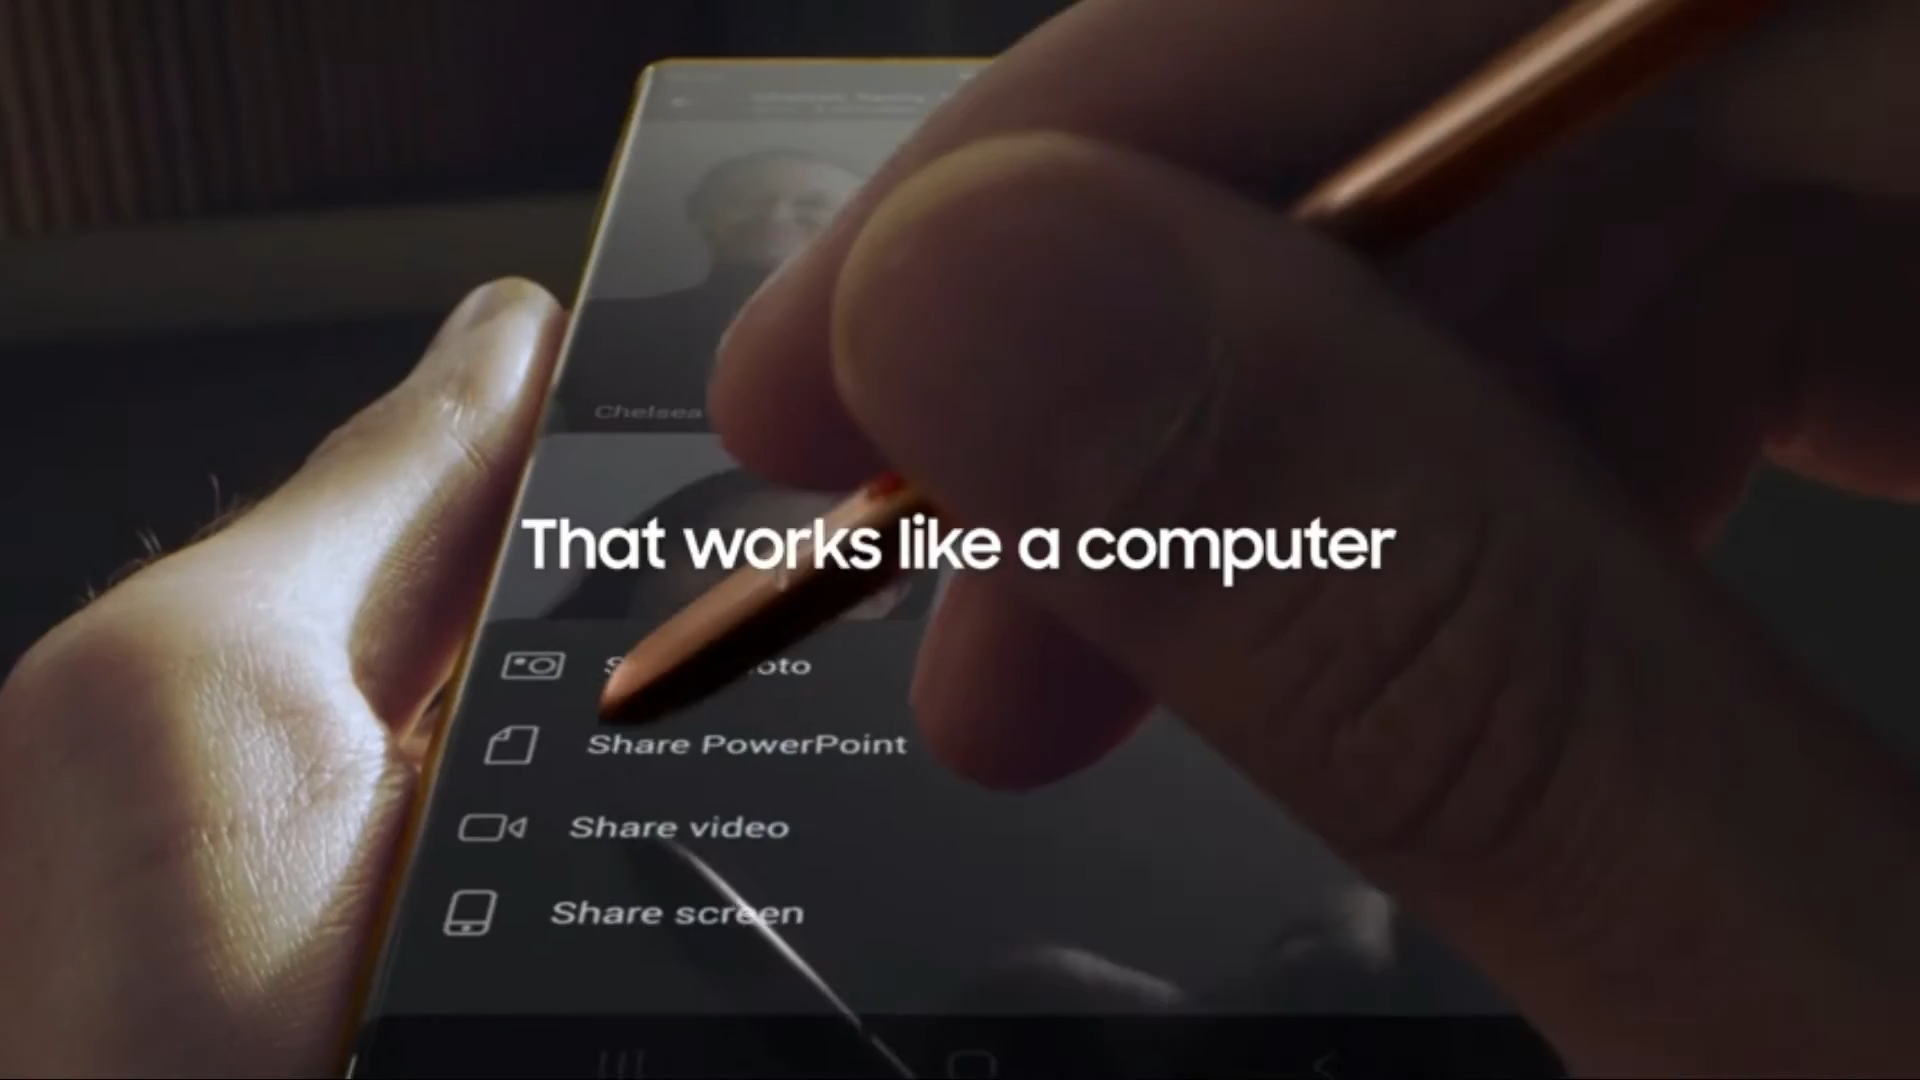 Chelsea
That works like a computer
Share PowerPoint
Share video
Share screen